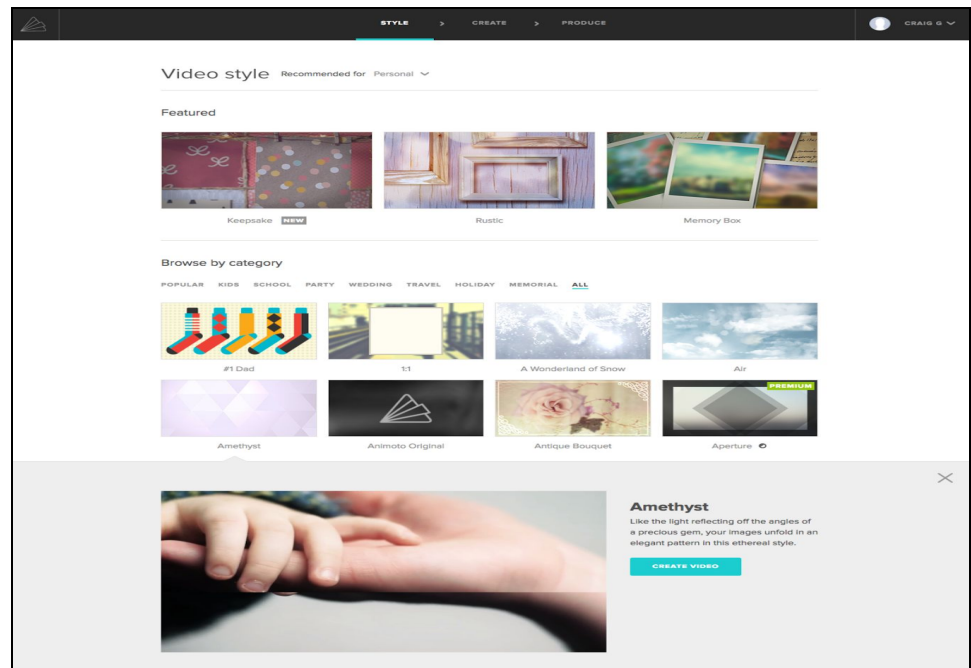 STYLE > CREATE > PRODUCE
CRAIG G
Video style Recommended for Personal
Featured
Keepsake NEW
Rustic
Memory Box
Browse by category
POPULAR KIDS SCHOOL PARTY WEDDING TRAVEL HOLIDAY MEMORIAL ALL
#1 Dad
1:1
A Wonderland of Snow
Air
PREMIUM
Amethyst
Animoto Original
Antique Bouquet
Aperture
Amethyst
Like the light reflecting off the angles of
a precious gem, your images unfold in an
elegant pattern in this ethereal style.
CREATE VIDEO